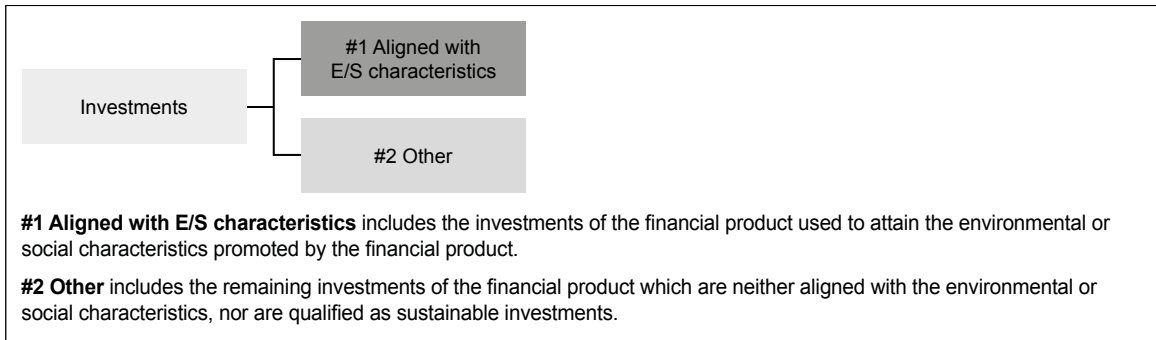 #1 Aligned with
E/S characteristics
Investments
#2 Other
#1 Aligned with E/S characteristics includes the investments of the financial product used to attain the environmental or
social characteristics promoted by the financial product.
#2 Other includes the remaining investments of the financial product which are neither aligned with the environmental or
social characteristics, nor are qualified as sustainable investments.